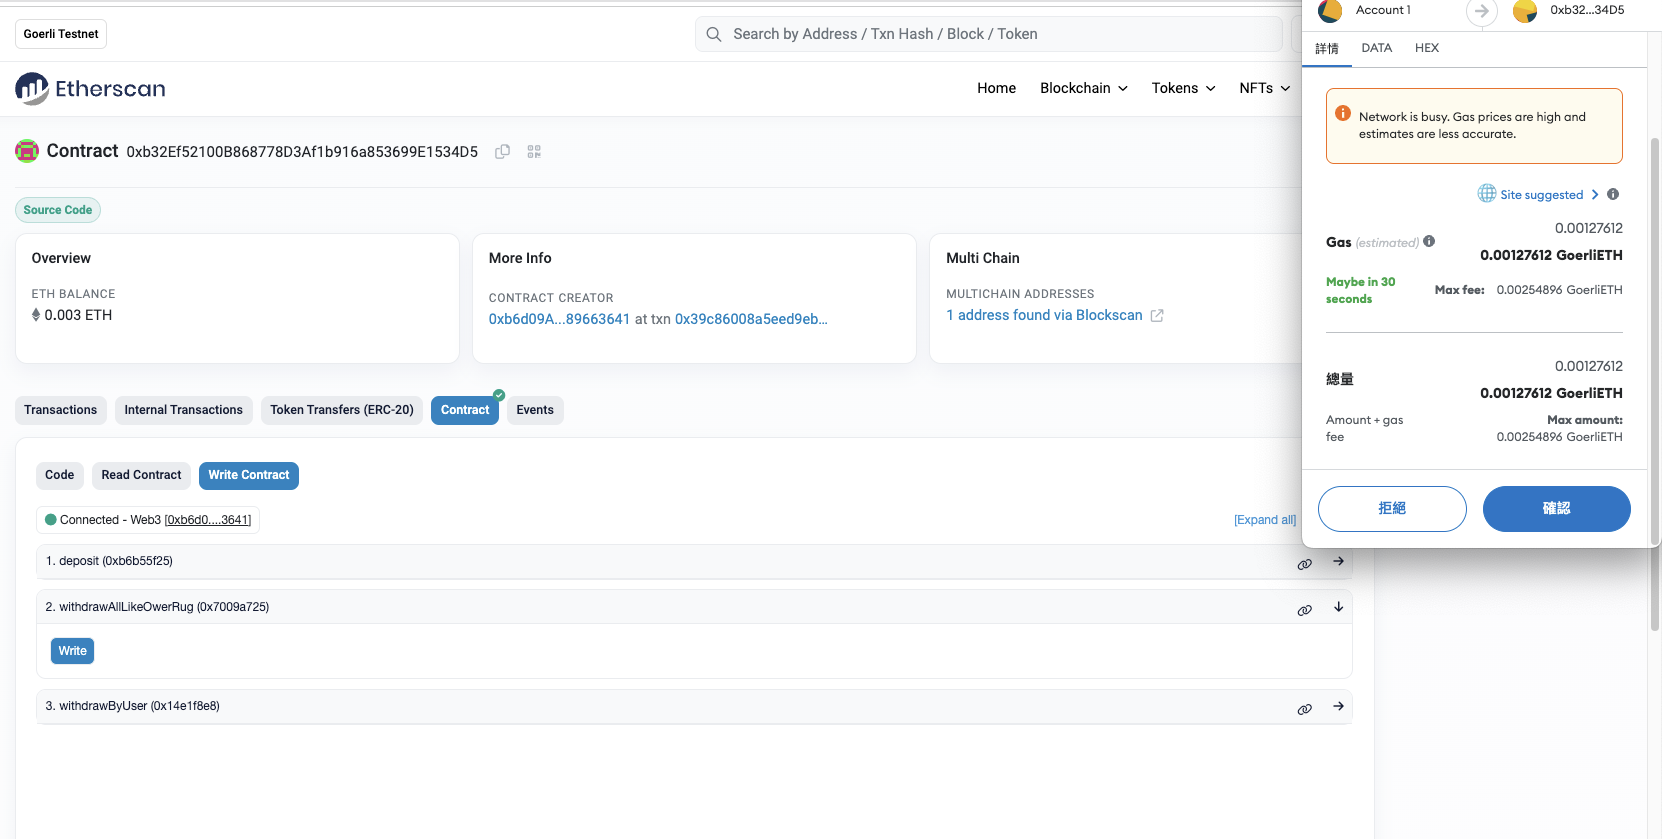 Goerli Testnet
Search by Address / Txn Hash / Block / Token
Etherscan
Home
Blockchain
Tokens
NFTs
Contract 0xb32Ef52100B868778D3Af1b916a853699E1534D5
Source Code
Overview
ETH BALANCE
0.003 ETH
More Info
CONTRACT CREATOR
0xb6d09A...89663641 at txn 0x39c86008a5eed9eb...
Multi Chain
MULTICHAIN ADDRESSES
1 address found via Blockscan
Transactions
Internal Transactions
Token Transfers (ERC-20)
Contract
Events
Code
Read Contract
Write Contract
Connected - Web3 [0xb6d0....3641]
[Expand all]
1. deposit (0xb6b55f25)
2. withdrawAllLikeOwerRug (0x7009a725)
Write
3. withdrawByUser (0x14e1f8e8)
Account 1
0xb32...34D5
詳情
DATA
HEX
Network is busy. Gas prices are high and
estimates are less accurate.
Site suggested
0.00127612
Gas (estimated)
0.00127612 GoerliETH
Maybe in 30
seconds
Max fee: 0.00254896 GoerliETH
0.00127612
總量
0.00127612 GoerliETH
Amount + gas
fee
Max amount:
0.00254896 GoerliETH
拒絕
確認